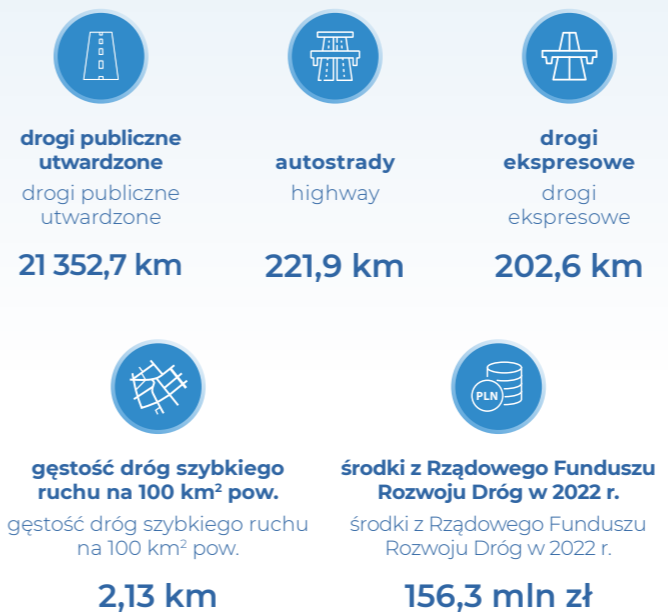 drogi publiczne
utwardzone
drogi publiczne
utwardzone
21 352,7 km
autostrady
highway
221,9 km
drogi
ekspresowe
drogi
ekspresowe
202,6 km
gęstość dróg szybkiego
ruchu na 100 km² pow.
gęstość dróg szybkiego ruchu
na 100 km² pow.
2,13 km
PLN
środki z Rządowego Funduszu
Rozwoju Dróg w 2022 r.
środki z Rządowego Funduszu
Rozwoju Dróg w 2022 r.
156,3 mln zł